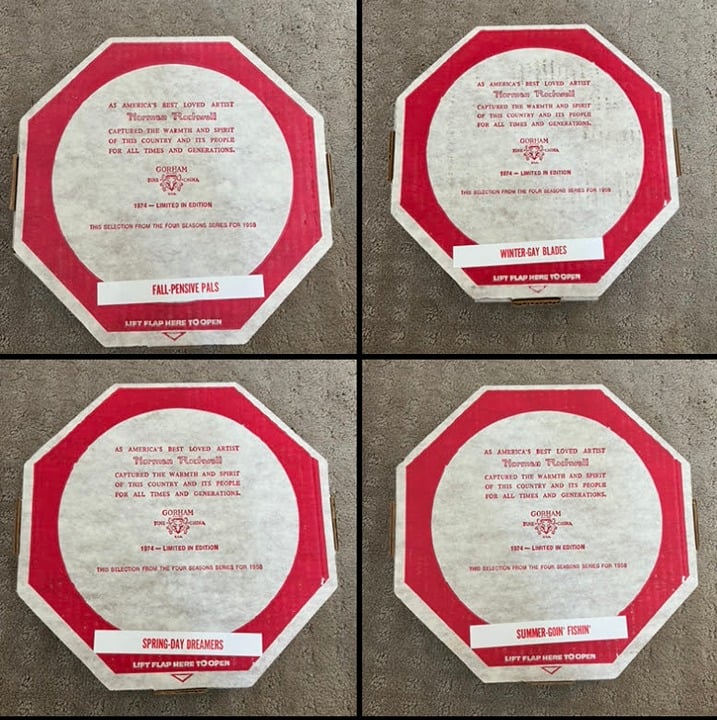 AS AMERICA'S BEST LOVED ARTIST
Norman Rockwell
CAPTURED THE WARMTH AND SPIRIT
OF THIS COUNTRY AND ITS PEOPLE
FOR ALL TIMES AND GENERATIONS.
GORHAM
FINE CHINA
U.S.A.
1974 — LIMITED IN EDITION
THIS SELECTION FROM THE FOUR SEASONS SERIES FOR 1958
FALL-PENSIVE PALS
LIFT FLAP HERE TO OPEN
AS AMERICA'S BEST LOVED ARTIST
Norman Rockwell
CAPTURED THE WARMTH AND SPIRIT
OF THIS COUNTRY AND ITS PEOPLE
FOR ALL TIMES AND GENERATIONS.
GORHAM
FINE CHINA
U.S.A.
1974 — LIMITED IN EDITION
THIS SELECTION FROM THE FOUR SEASONS SERIES FOR 1958
WINTER-GAY BLADES
LIFT FLAP HERE TO OPEN
AS AMERICA'S BEST LOVED ARTIST
Norman Rockwell
CAPTURED THE WARMTH AND SPIRIT
OF THIS COUNTRY AND ITS PEOPLE
FOR ALL TIMES AND GENERATIONS.
GORHAM
FINE CHINA
U.S.A.
1974 — LIMITED IN EDITION
THIS SELECTION FROM THE FOUR SEASONS SERIES FOR 1958
SPRING-DAY DREAMERS
LIFT FLAP HERE TO OPEN
AS AMERICA'S BEST LOVED ARTIST
Norman Rockwell
CAPTURED THE WARMTH AND SPIRIT
OF THIS COUNTRY AND ITS PEOPLE
FOR ALL TIMES AND GENERATIONS.
GORHAM
FINE CHINA
U.S.A.
1974 — LIMITED IN EDITION
THIS SELECTION FROM THE FOUR SEASONS SERIES FOR 1958
SUMMER-GOIN' FISHIN'
LIFT FLAP HERE TO OPEN